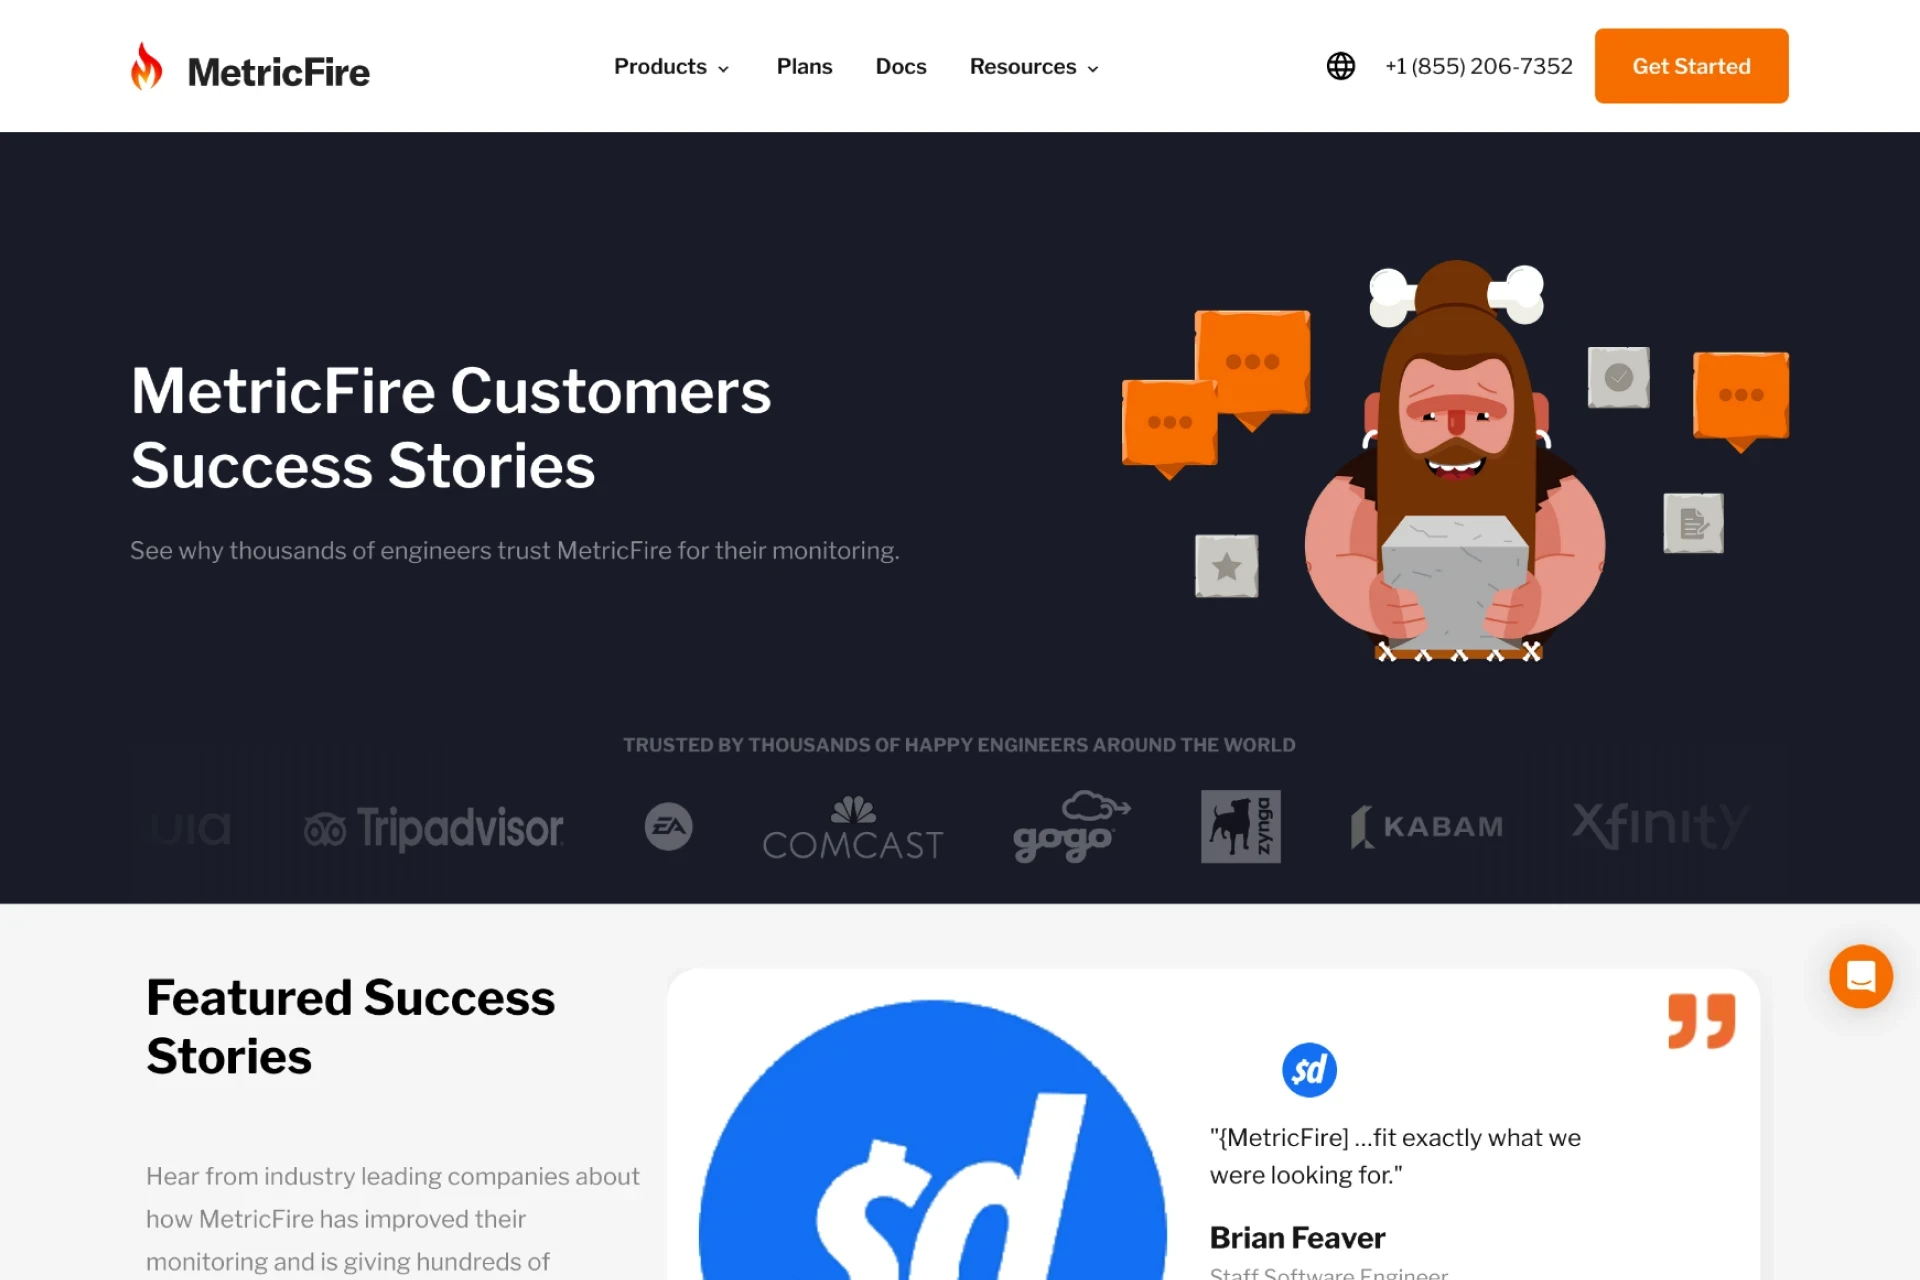 MetricFire
Products
Plans
Docs
Resources
+1 (855) 206-7352
Get Started
MetricFire Customers
Success Stories
See why thousands of engineers trust MetricFire for their monitoring.
TRUSTED BY THOUSANDS OF HAPPY ENGINEERS AROUND THE WORLD
Tripadvisor
EA
COMCAST
gogo
zynga
KABAM
xfinity
Featured Success
Stories
Hear from industry leading companies about
how MetricFire has improved their
monitoring and is giving hundreds of
$d
$d
"{MetricFire] ...fit exactly what we
were looking for."
Brian Feaver
Staff Software Engineer